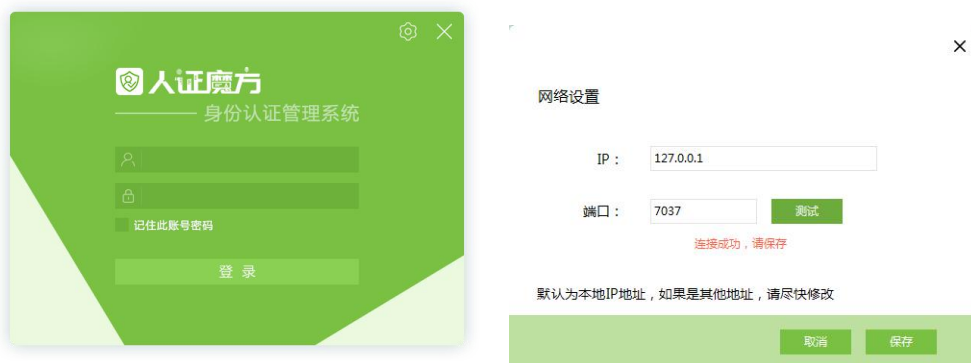 人证魔方
身份认证管理系统
记住此账号密码
登 录
网络设置
IP： 127.0.0.1
端口： 7037 测试
连接成功，请保存
默认为本地IP地址，如果是其他地址，请尽快修改
取消 保存